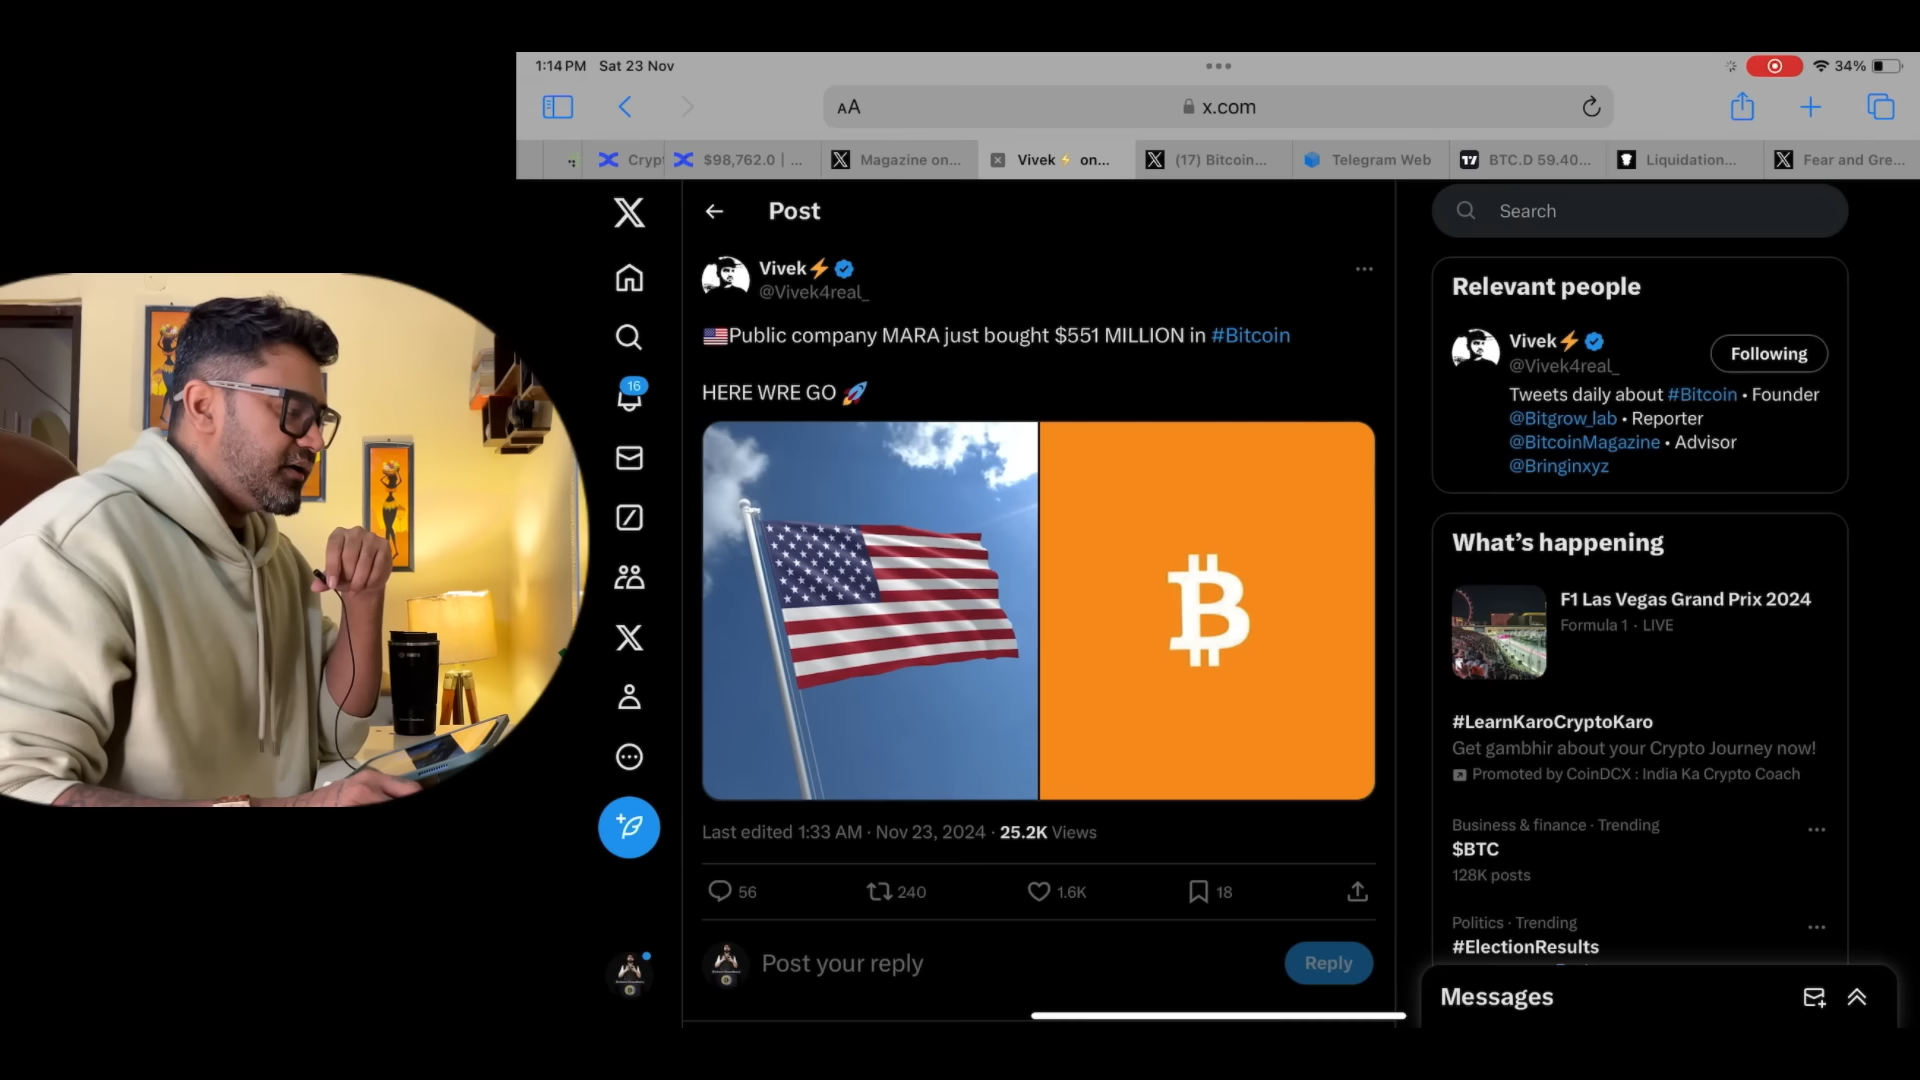 1:14 PM Sat 23 Nov
34%
AA
x.com
Crypt
$98,762.0 | ...
Magazine on...
Vivek⚡ on...
(17) Bitcoin...
Telegram Web
BTC.D 59.40...
Liquidation...
Fear and Gre...
Post
Search
Vivek⚡
@Vivek4real_
🇺🇸Public company MARA just bought $551 MILLION in #Bitcoin
HERE WRE GO 🚀
16
Last edited 1:33 AM · Nov 23, 2024 · 25.2K Views
56
240
1.6K
18
Post your reply
Reply
Relevant people
Vivek⚡
@Vivek4real_
Following
Tweets daily about #Bitcoin • Founder
@Bitgrow_lab • Reporter
@BitcoinMagazine • Advisor
@Bringinxyz
What's happening
F1 Las Vegas Grand Prix 2024
Formula 1 · LIVE
#LearnKaroCryptoKaro
Get gambhir about your Crypto Journey now!
Promoted by CoinDCX : India Ka Crypto Coach
Business & finance · Trending
$BTC
128K posts
Politics · Trending
#ElectionResults
Messages